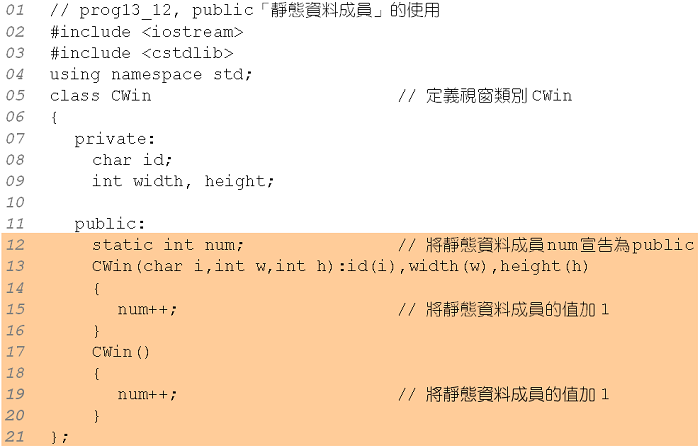 01 // prog13_12, public「靜態資料成員」的使用
02 #include <iostream>
03 #include <cstdlib>
04 using namespace std;
05 class CWin // 定義視窗類別CWin
06 {
07 private:
08 char id;
09 int width, height;
10
11 public:
12 static int num; // 將靜態資料成員num宣告為public
13 CWin(char i,int w,int h):id(i),width(w),height(h)
14 {
15 num++; // 將靜態資料成員的值加1
16 }
17 CWin()
18 {
19 num++; // 將靜態資料成員的值加1
20 }
21 };